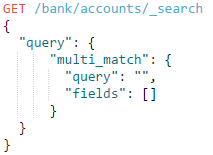 GET /bank/accounts/_search
{
  "query": {
      "multi_match": {
        "query": "",
        "fields": []
      }
  }
}